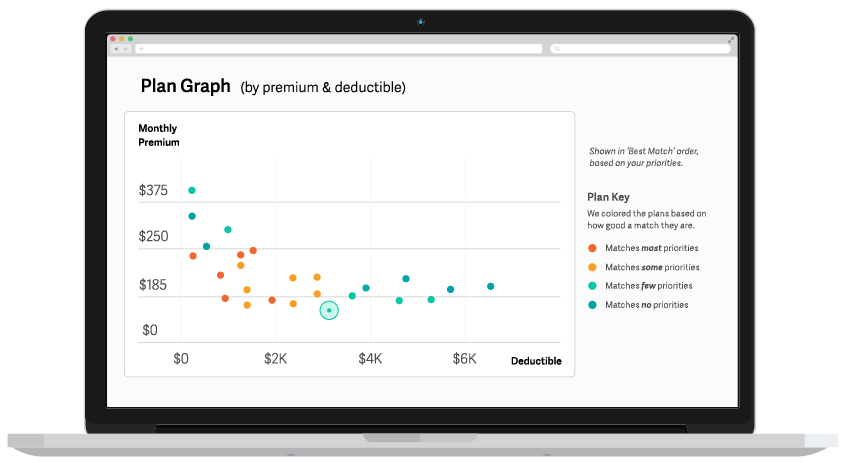 Plan Graph (by premium & deductible)
Monthly
Premium
$375
$250
$185
$0
$0 $2K $4K $6K Deductible
Shown in 'Best Match' order,
based on your priorities.
Plan Key
We colored the plans based on
how good a match they are.
Matches most priorities
Matches some priorities
Matches few priorities
Matches no priorities